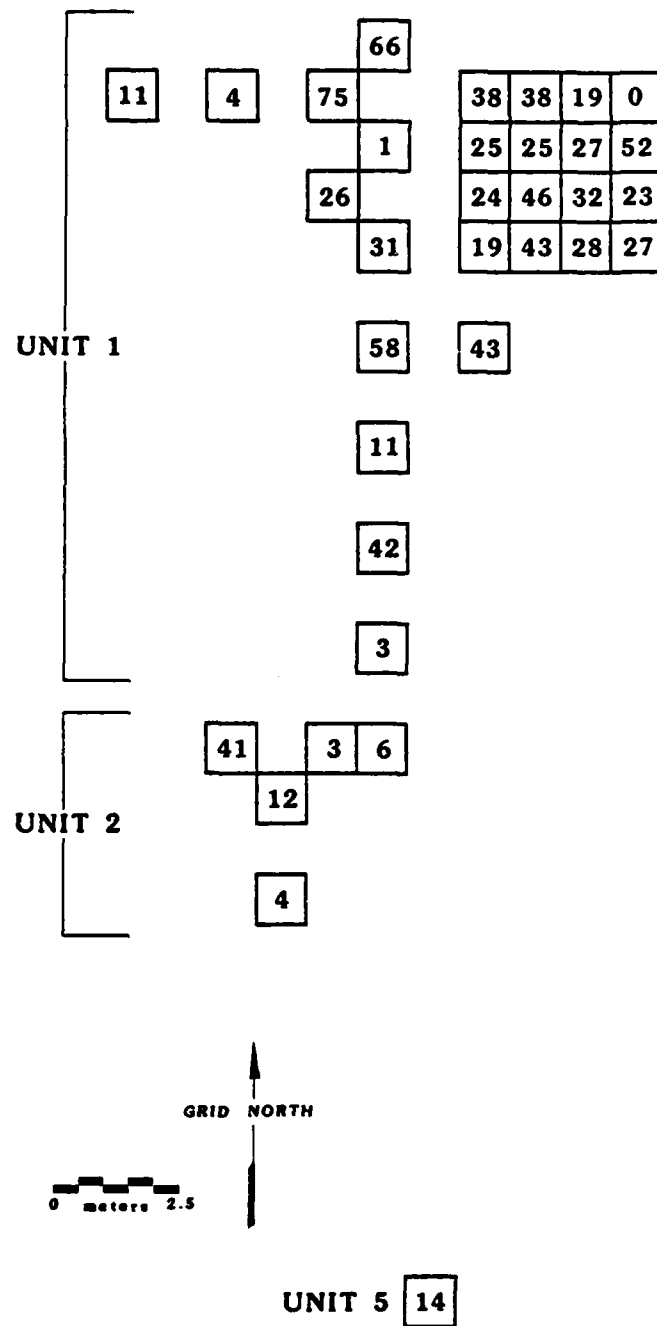 66
11 4 75 38 38 19 0
1 25 25 27 52
26 24 46 32 23
31 19 43 28 27
UNIT 1 58 43
11
42
3
41 3 6
12
UNIT 2
4
GRID NORTH
0 meters 2.5
UNIT 5 14